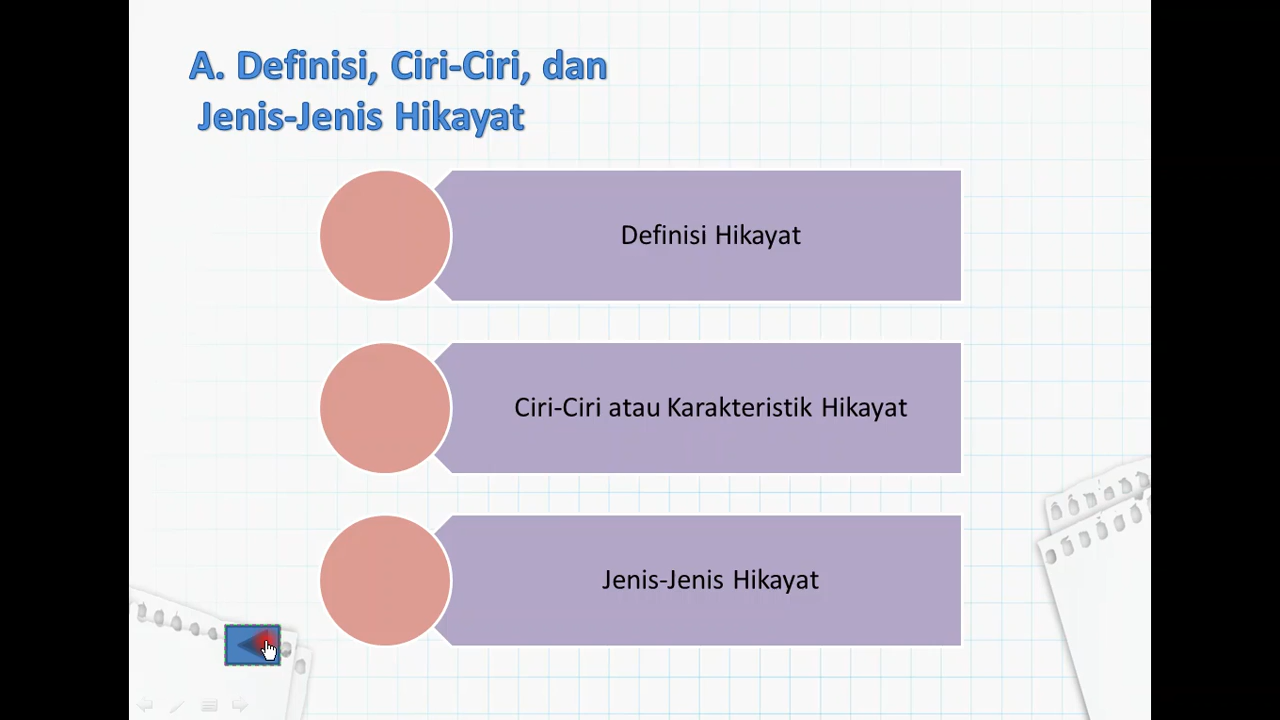 A. Definisi, Ciri-Ciri, dan
Jenis-Jenis Hikayat
Definisi Hikayat
Ciri-Ciri atau Karakteristik Hikayat
Jenis-Jenis Hikayat